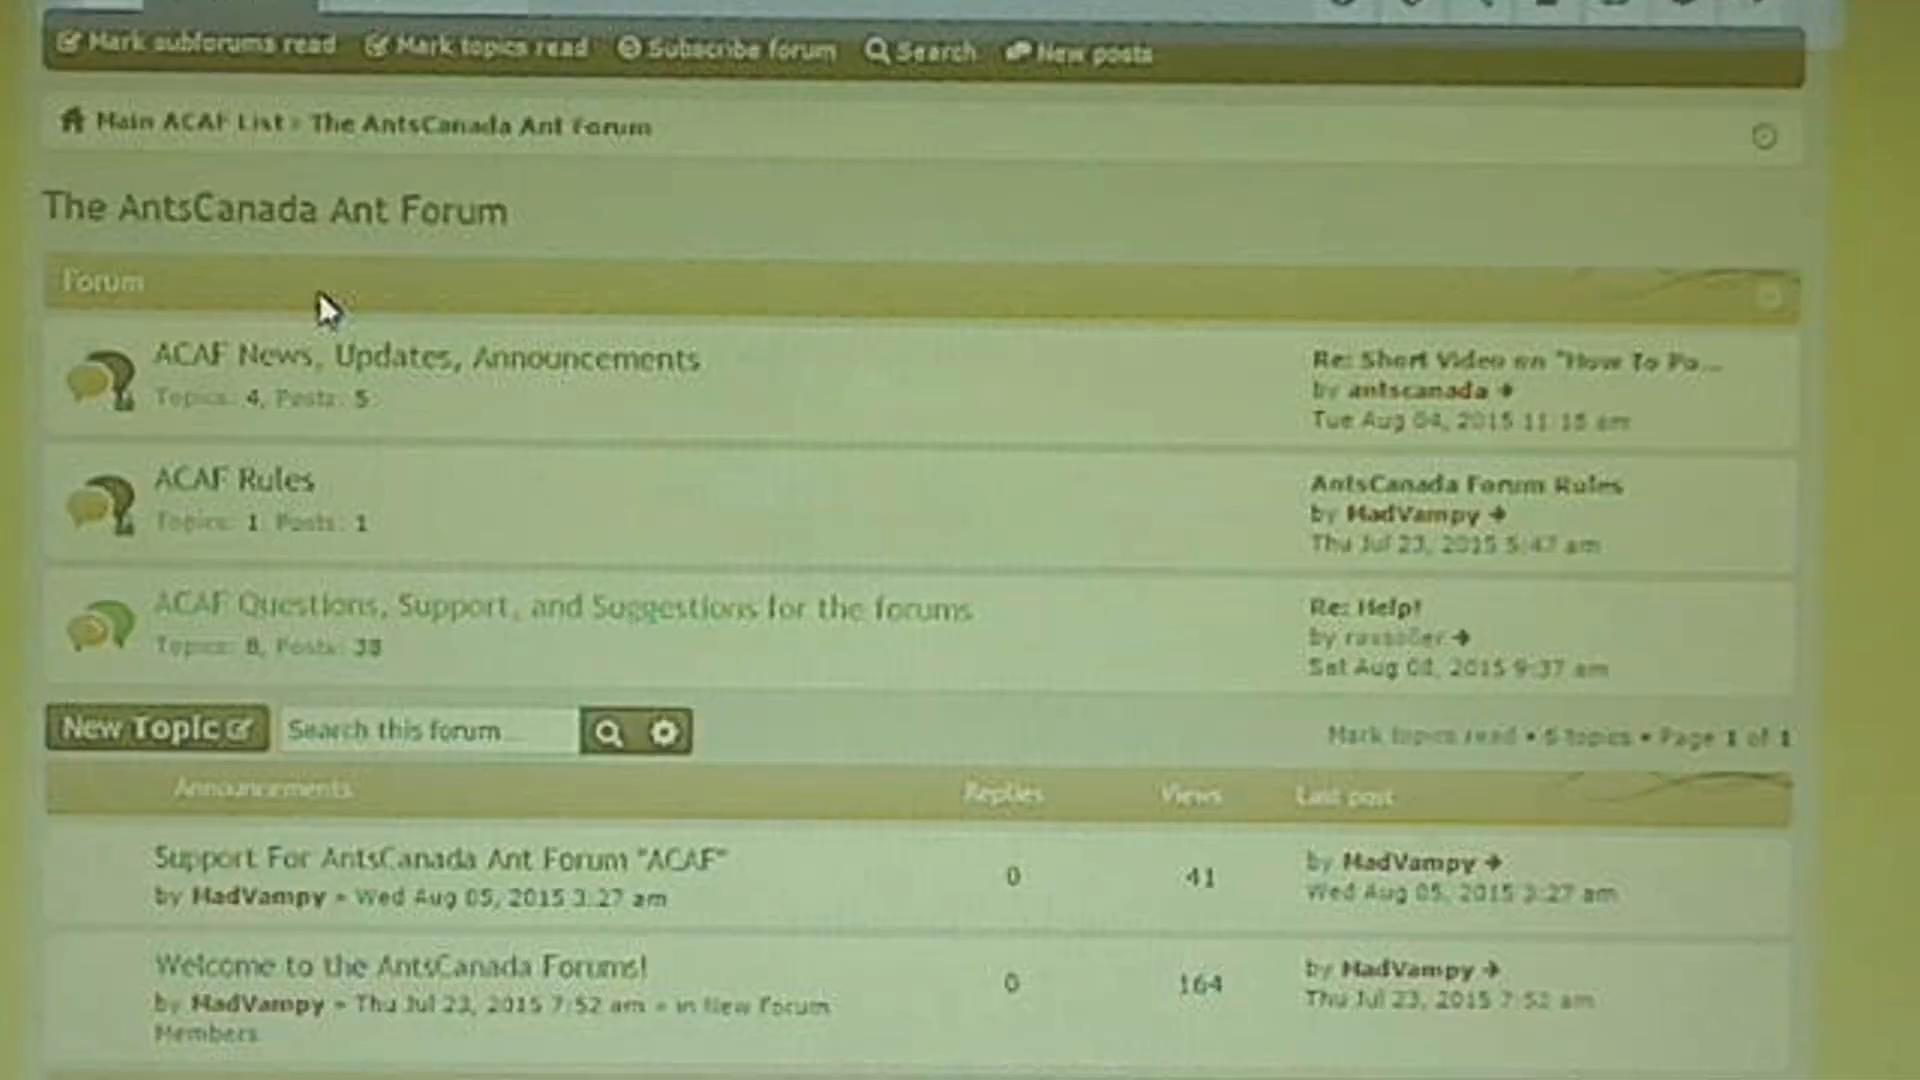 Mark subforums read Mark topics read Subscribe forum Search New posts
Main ACAF List › The AntsCanada Ant Forum
The AntsCanada Ant Forum
Forum
ACAF News, Updates, Announcements
Topics: 4, Posts: 5
Re: Short Video on "How To Po...
by antscanada
Tue Aug 04, 2015 11:15 am
ACAF Rules
Topics: 1 Posts: 1
AntsCanada Forum Rules
by MadVampy
Thu Jul 23, 2015 5:47 am
ACAF Questions, Support, and Suggestions for the forums
Topics: 8, Posts: 38
Re: Help!
by
Sat Aug 2015 9:37 am
New Topic Search this forum...
Mark topics read • topics • Page 1 of 1
Announcements Replies Views Last post
Support For AntsCanada Ant Forum "ACAF"
by MadVampy » Wed Aug 05, 2015 3:27 am
0 41
by MadVampy
Wed Aug 05, 2015 3:27 am
Welcome to the AntsCanada Forums!
by MadVampy » Thu Jul 23, 2015 7:52 am » in New Forum
Members
0 164
by MadVampy
Thu Jul 23, 2015 7:52 am